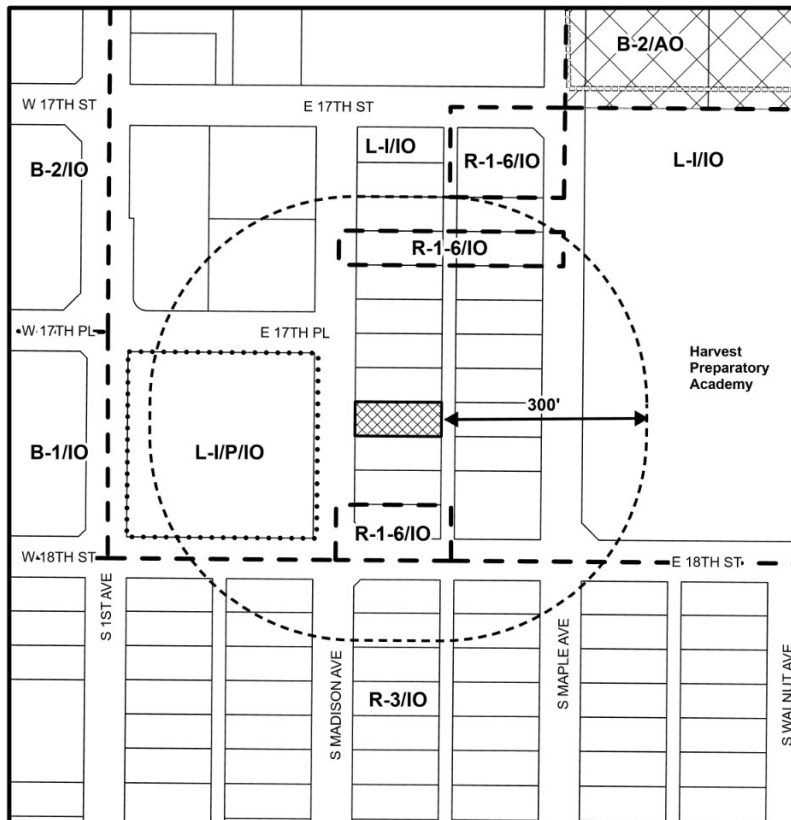 B-2/AO
W 17TH ST
E 17TH ST
L-I/IO
R-1-6/IO
L-I/IO
B-2/IO
R-1-6/IO
W 17TH PL
E 17TH PL
Harvest
Preparatory
Academy
300'
B-1/IO
L-I/P/IO
R-1-6/IO
W 18TH ST
E 18TH ST
S 1ST AVE
S MADISON AVE
S MAPLE AVE
S WALNUT AVE
R-3/IO